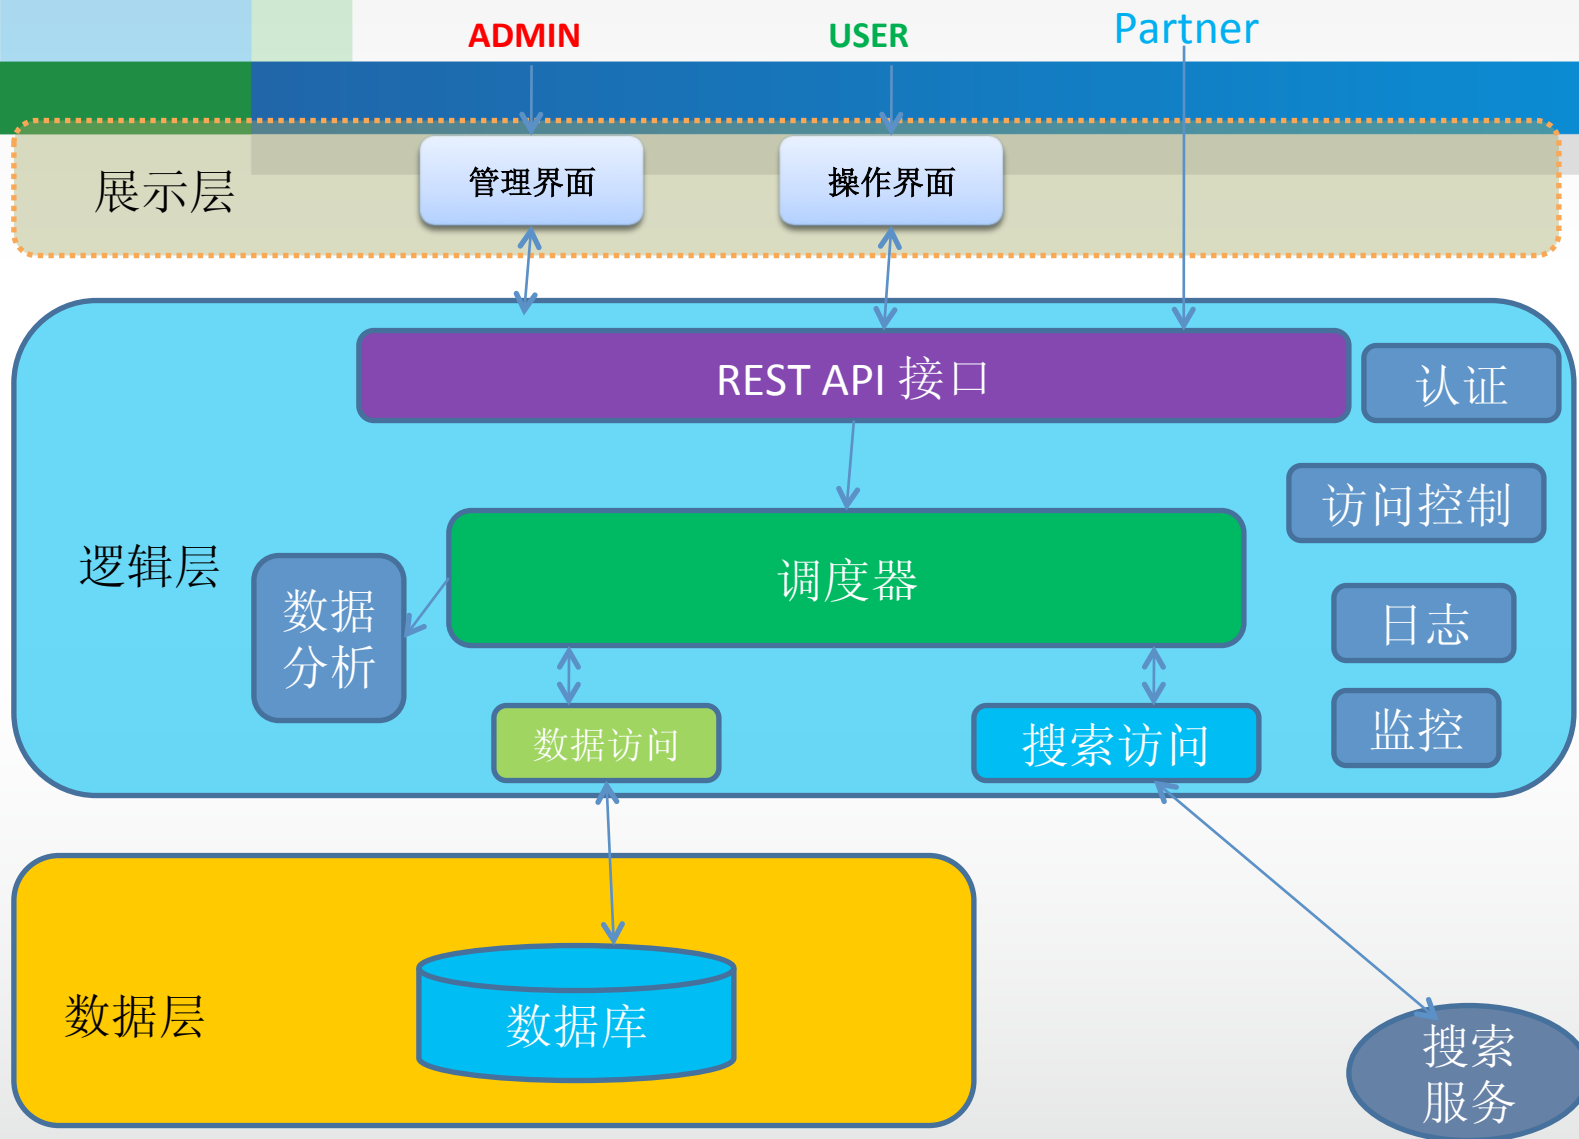 ADMIN
USER
Partner
展示层
管理界面
操作界面
REST API 接口
认证
访问控制
逻辑层
调度器
数据
分析
日志
数据访问
搜索访问
监控
数据层
数据库
搜索
服务